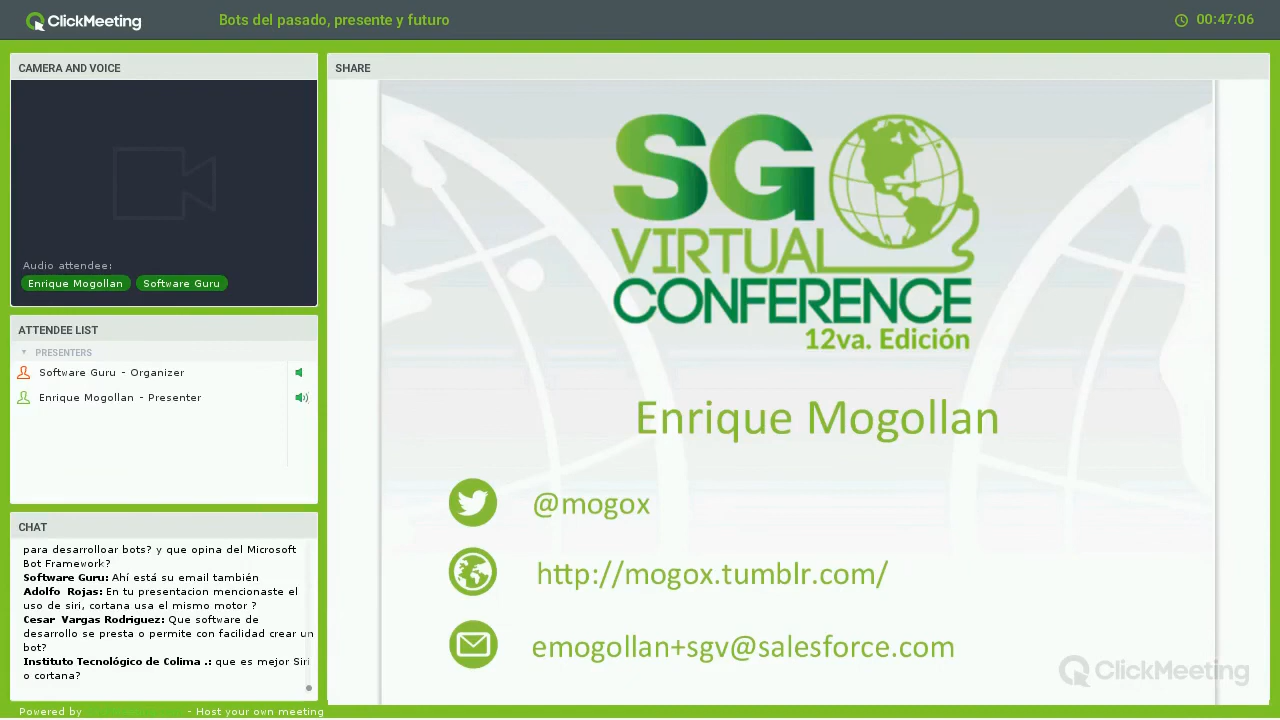 ClickMeeting
Bots del pasado, presente y futuro
00:47:06
CAMERA AND VOICE
Audio attendee:
Enrique Mogollan
Software Guru
ATTENDEE LIST
PRESENTERS
Software Guru - Organizer
Enrique Mogollan - Presenter
CHAT
para desarrolloar bots? y que opina del Microsoft
Bot Framework?
Software Guru: Ahí está su email también
Adolfo Rojas: En tu presentacion mencionaste el
uso de siri, cortana usa el mismo motor ?
Cesar Vargas Rodriguez: Que software de
desarrollo se presta o permite con facilidad crear un
bot?
Instituto Tecnológico de Colima .: que es mejor Siri
o cortana?
Powered by - Host your own meeting
SHARE
SG
VIRTUAL
CONFERENCE
12va. Edición
Enrique Mogollan
@mogox
http://mogox.tumblr.com/
emogollan+sgv@salesforce.com
ClickMeeting